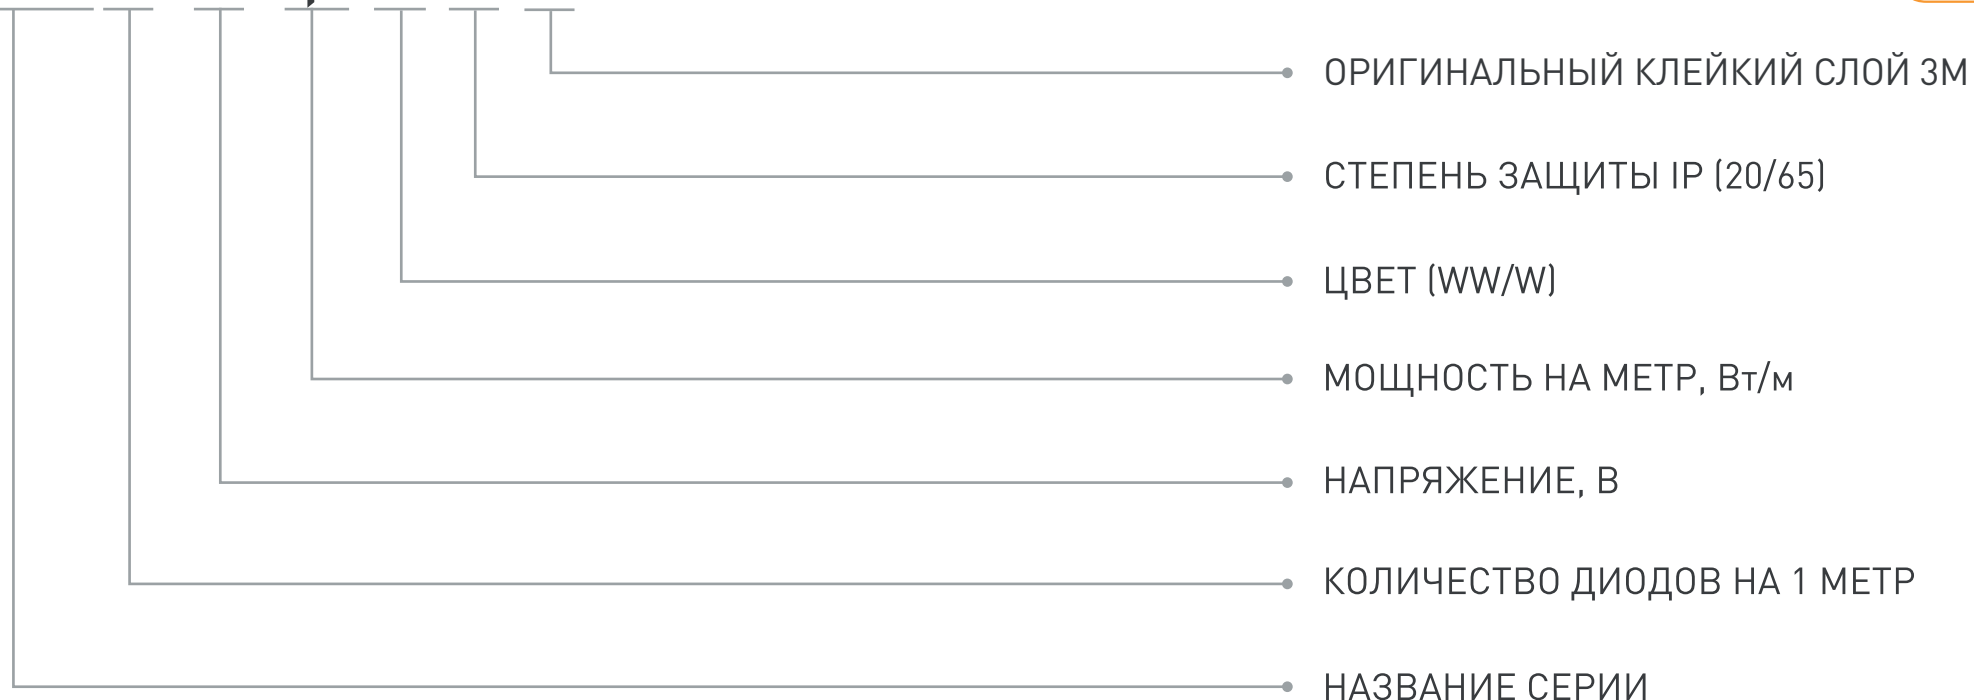 ОРИГИНАЛЬНЫЙ КЛЕЙКИЙ СЛОЙ 3М
СТЕПЕНЬ ЗАЩИТЫ IP (20/65)
ЦВЕТ (WW/W)
МОЩНОСТЬ НА МЕТР, Вт/м
НАПРЯЖЕНИЕ, В
КОЛИЧЕСТВО ДИОДОВ НА 1 МЕТР
НАЗВАНИЕ СЕРИИ